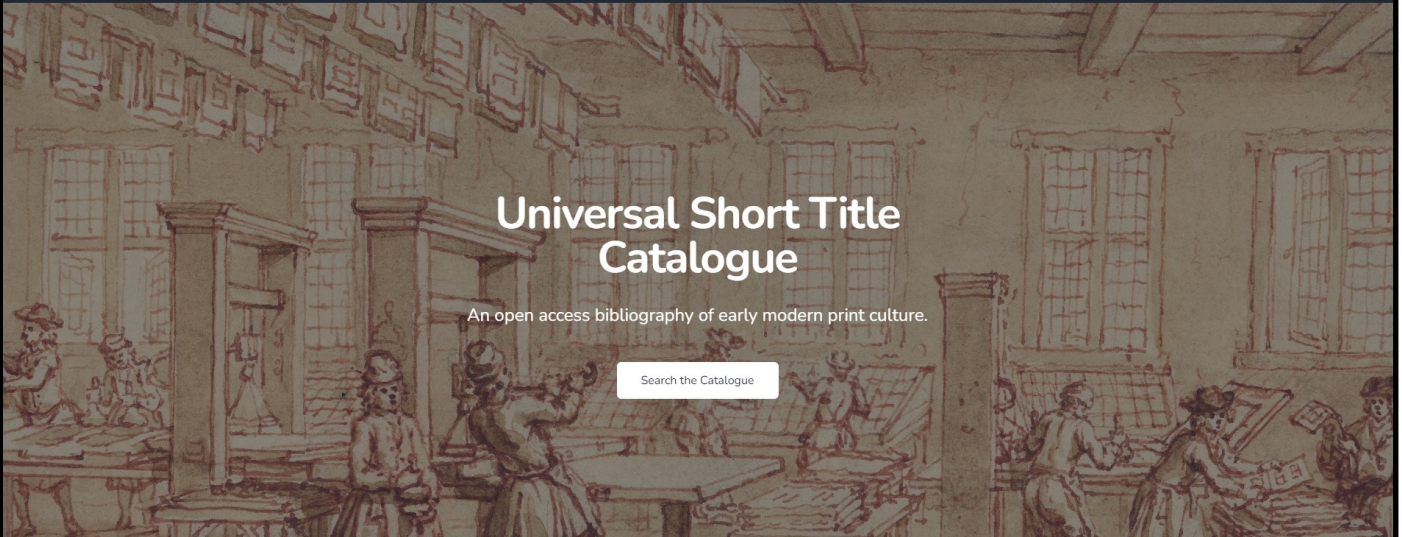 Universal Short Title
Catalogue
An open access bibliography of early modern print culture.
Search the Catalogue